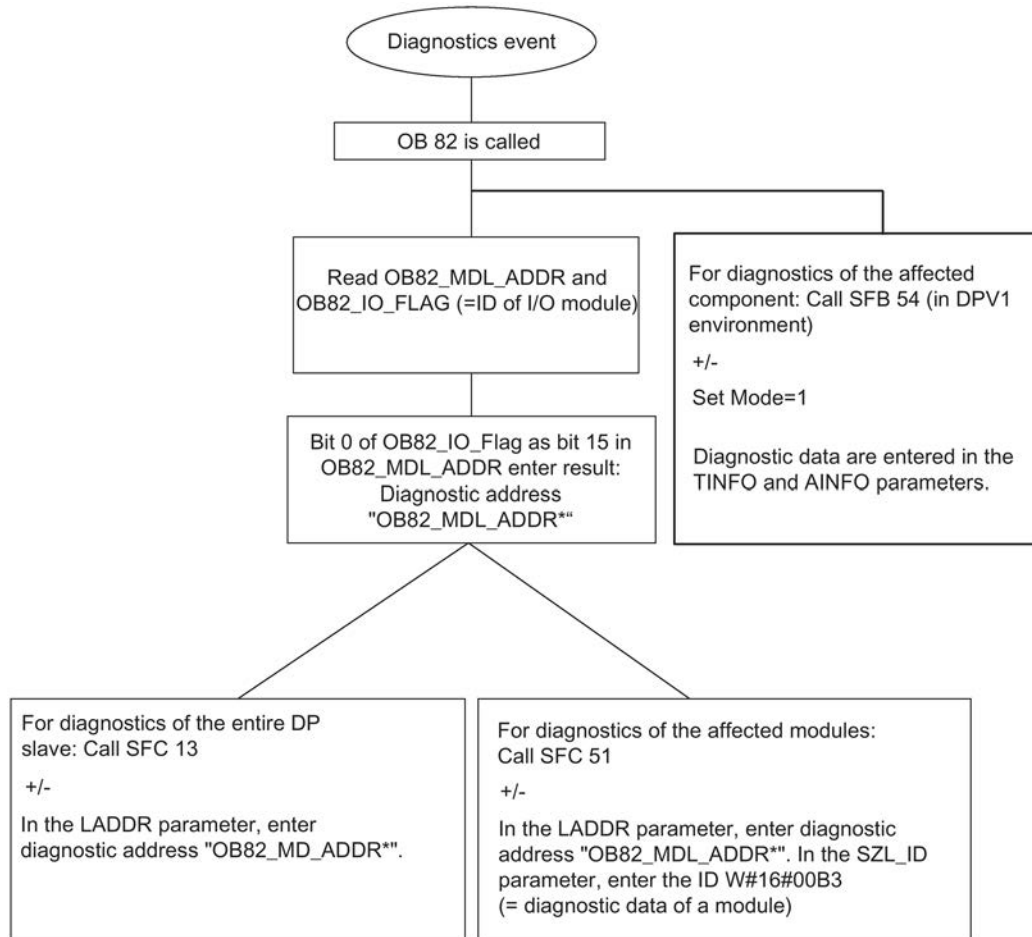 Diagnostics event
OB 82 is called
Read OB82_MDL_ADDR and
OB82_IO_FLAG (=ID of I/O module)
For diagnostics of the affected
component: Call SFB 54 (in DPV1
environment)
+/-
Set Mode=1
Diagnostic data are entered in the
TINFO and AINFO parameters.
Bit 0 of OB82_IO_Flag as bit 15 in
OB82_MDL_ADDR enter result:
Diagnostic address
"OB82_MDL_ADDR*“
For diagnostics of the entire DP
slave: Call SFC 13
+/-
In the LADDR parameter, enter
diagnostic address "OB82_MD_ADDR*".
For diagnostics of the affected modules:
Call SFC 51
+/-
In the LADDR parameter, enter diagnostic
address "OB82_MDL_ADDR*". In the SZL_ID
parameter, enter the ID W#16#00B3
(= diagnostic data of a module)